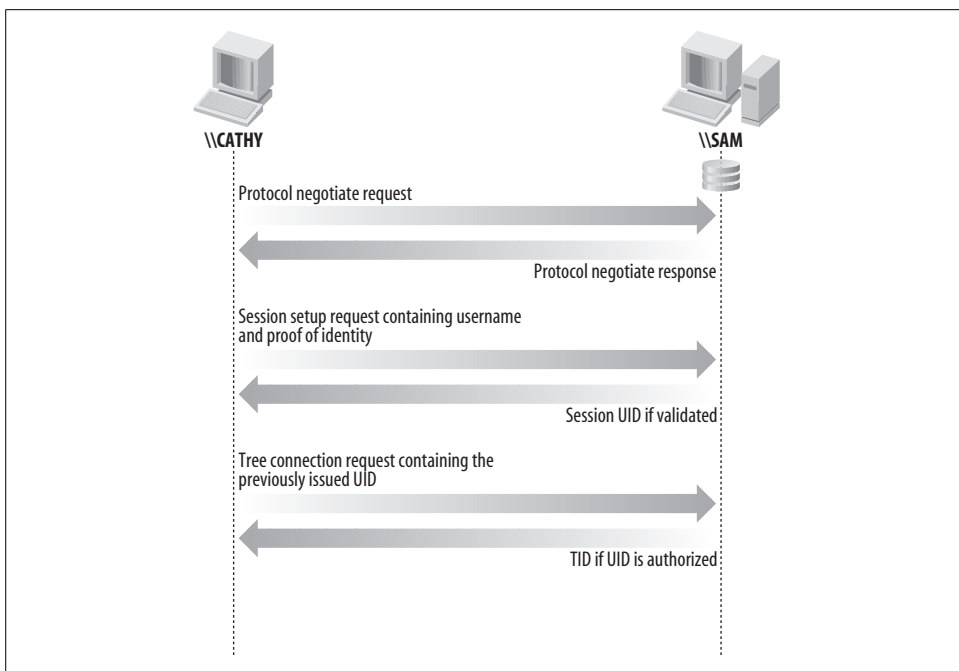 \\CATHY
\\SAM
Protocol negotiate request
Protocol negotiate response
Session setup request containing username
and proof of identity
Session UID if validated
Tree connection request containing the
previously issued UID
TID if UID is authorized